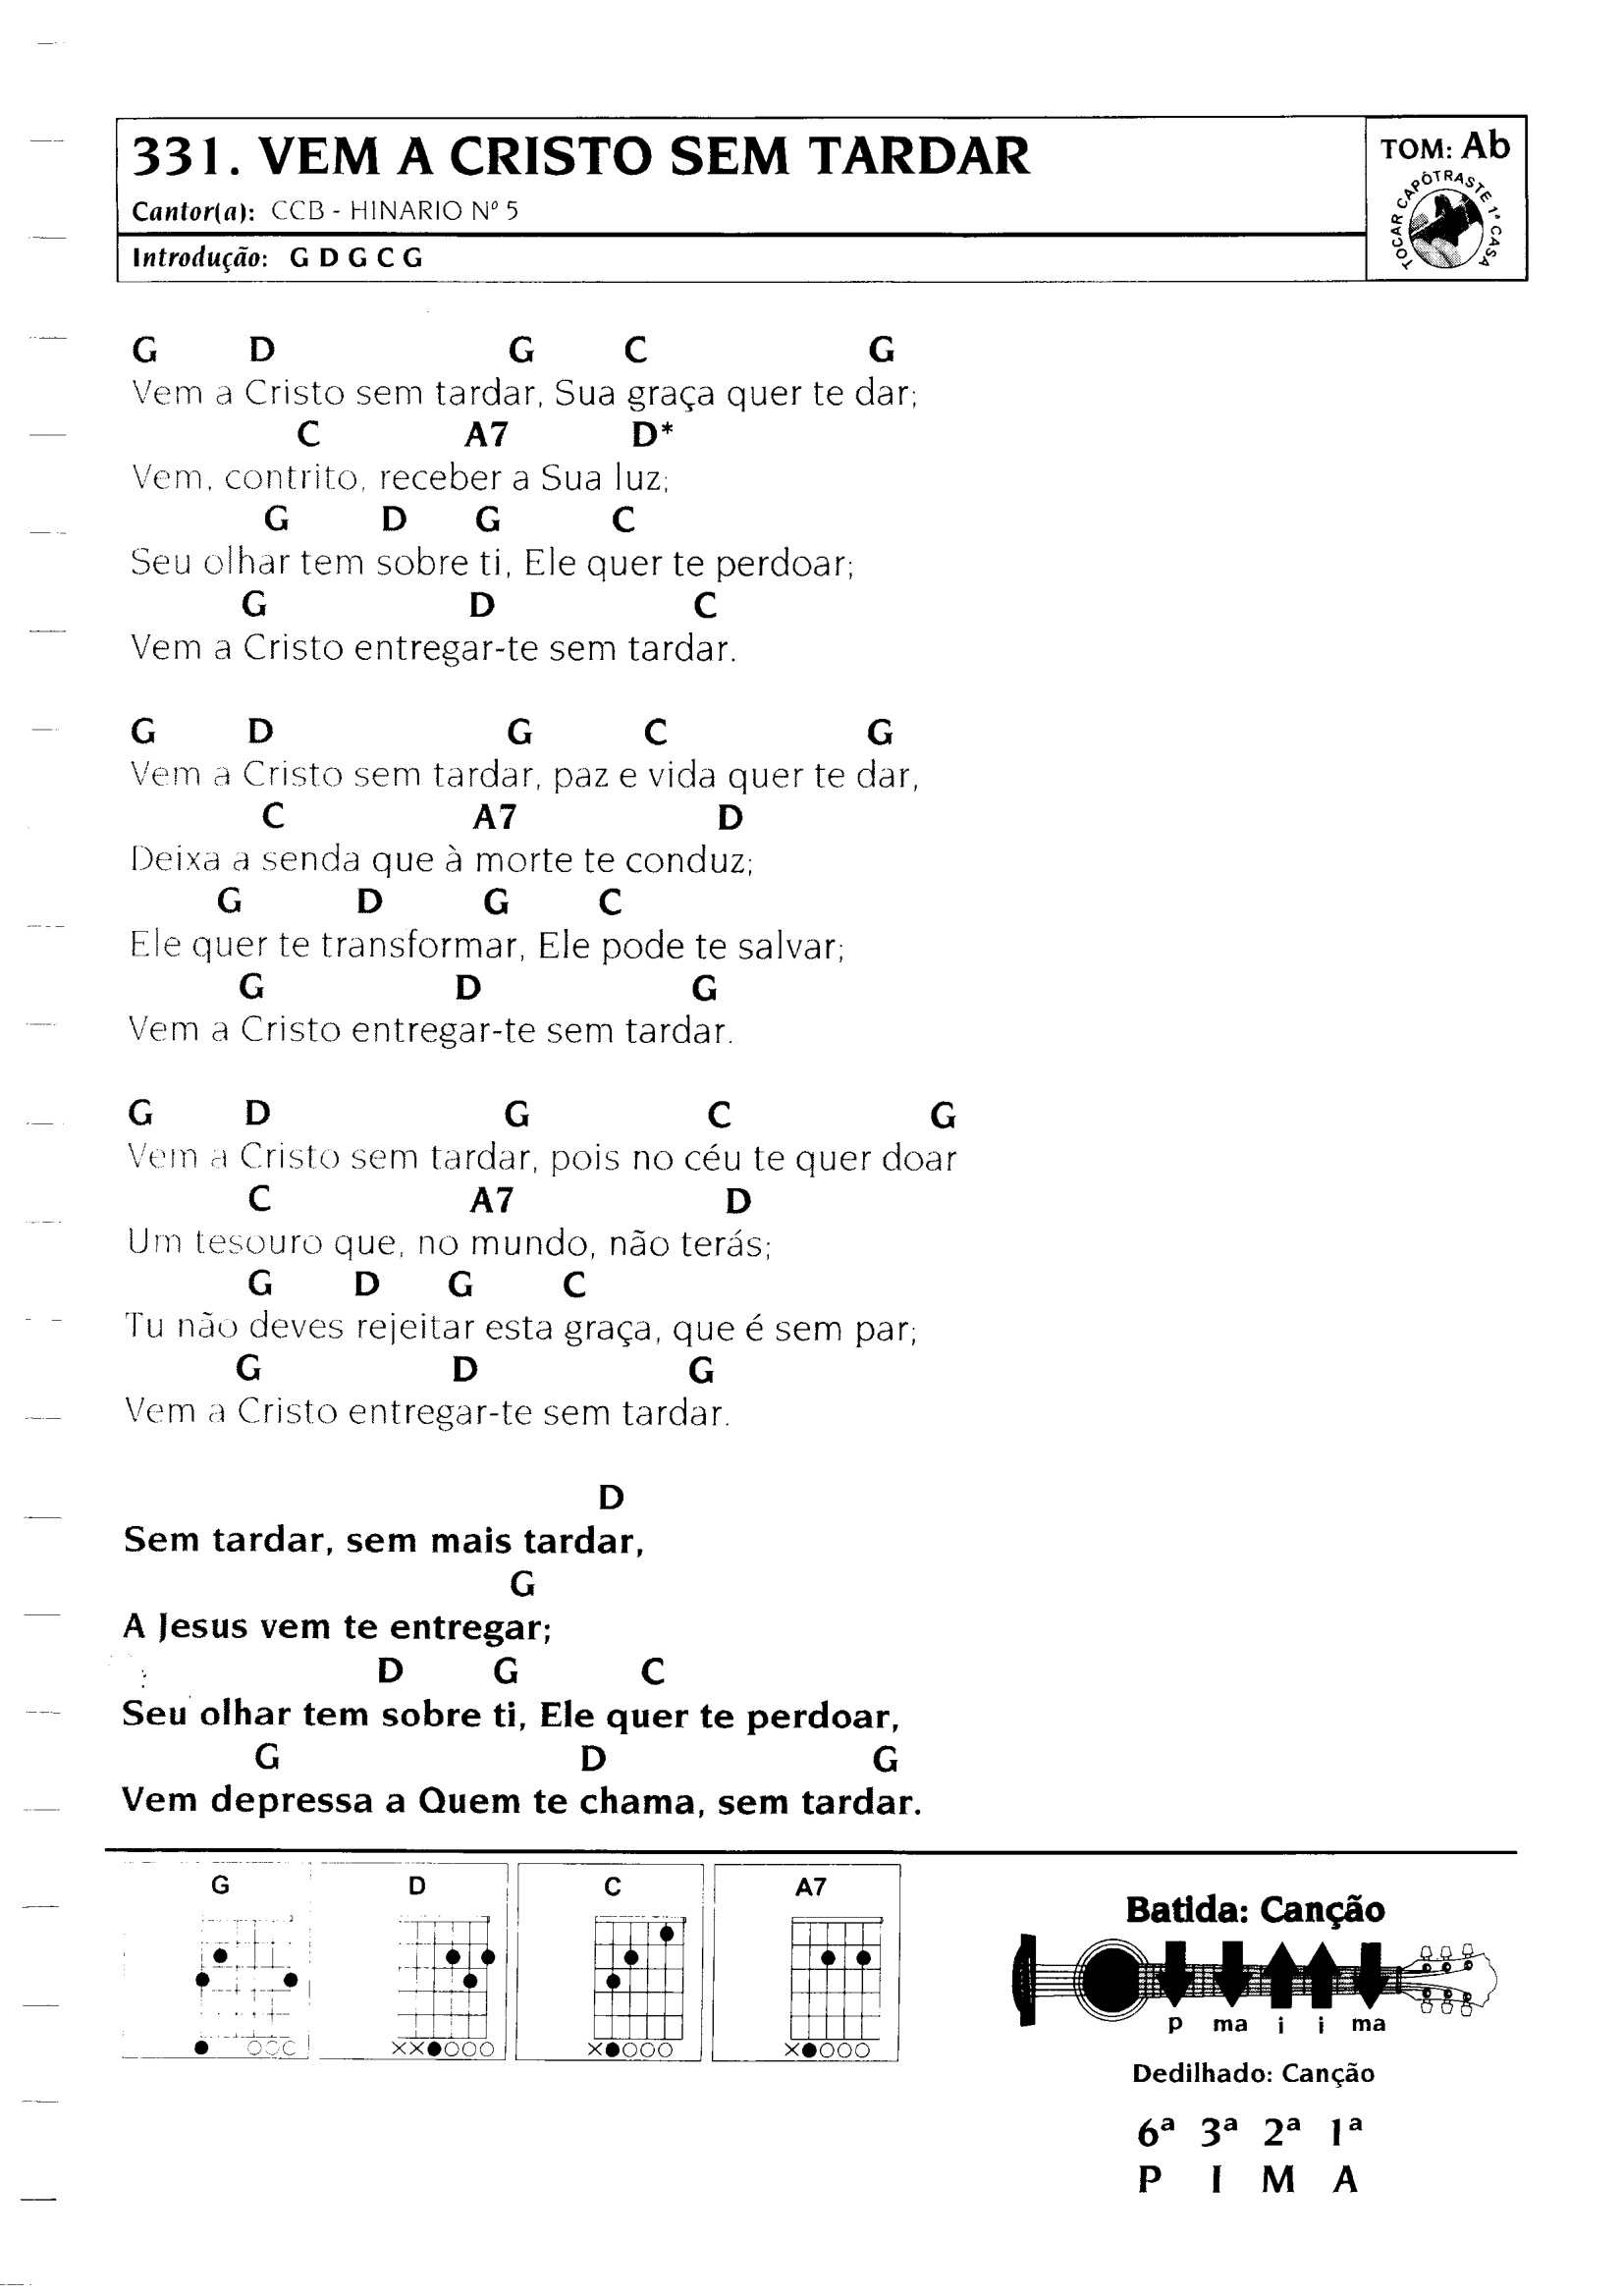 331. VEM A CRISTO SEM TARDAR
TOM: Ab
Cantor(a): CCB - HINARIO Nº 5
TOCAR CAPÔTRASTE 1ª CASA
Introdução: G D G C G
G D G C G
Vem a Cristo sem tardar, Sua graça quer te dar;
C A7 D*
Vem, contrito, receber a Sua luz;
G D G C
Seu olhar tem sobre ti, Ele quer te perdoar;
G D C
Vem a Cristo entregar-te sem tardar.
G D G C G
Vem a Cristo sem tardar, paz e vida quer te dar,
C A7 D
Deixa a senda que à morte te conduz;
G D G C
Ele quer te transformar, Ele pode te salvar;
G D G
Vem a Cristo entregar-te sem tardar.
G D G C G
Vem a Cristo sem tardar, pois no céu te quer doar
C A7 D
Um tesouro que, no mundo, não terás;
G D G C
Tu não deves rejeitar esta graça, que é sem par;
G D G
Vem a Cristo entregar-te sem tardar.
D
Sem tardar, sem mais tardar,
G
A Jesus vem te entregar;
D G C
Seu olhar tem sobre ti, Ele quer te perdoar,
G D G
Vem depressa a Quem te chama, sem tardar.
G D C A7
Batida: Canção
p ma i i ma
Dedilhado: Canção
6ª 3ª 2ª 1ª
P I M A